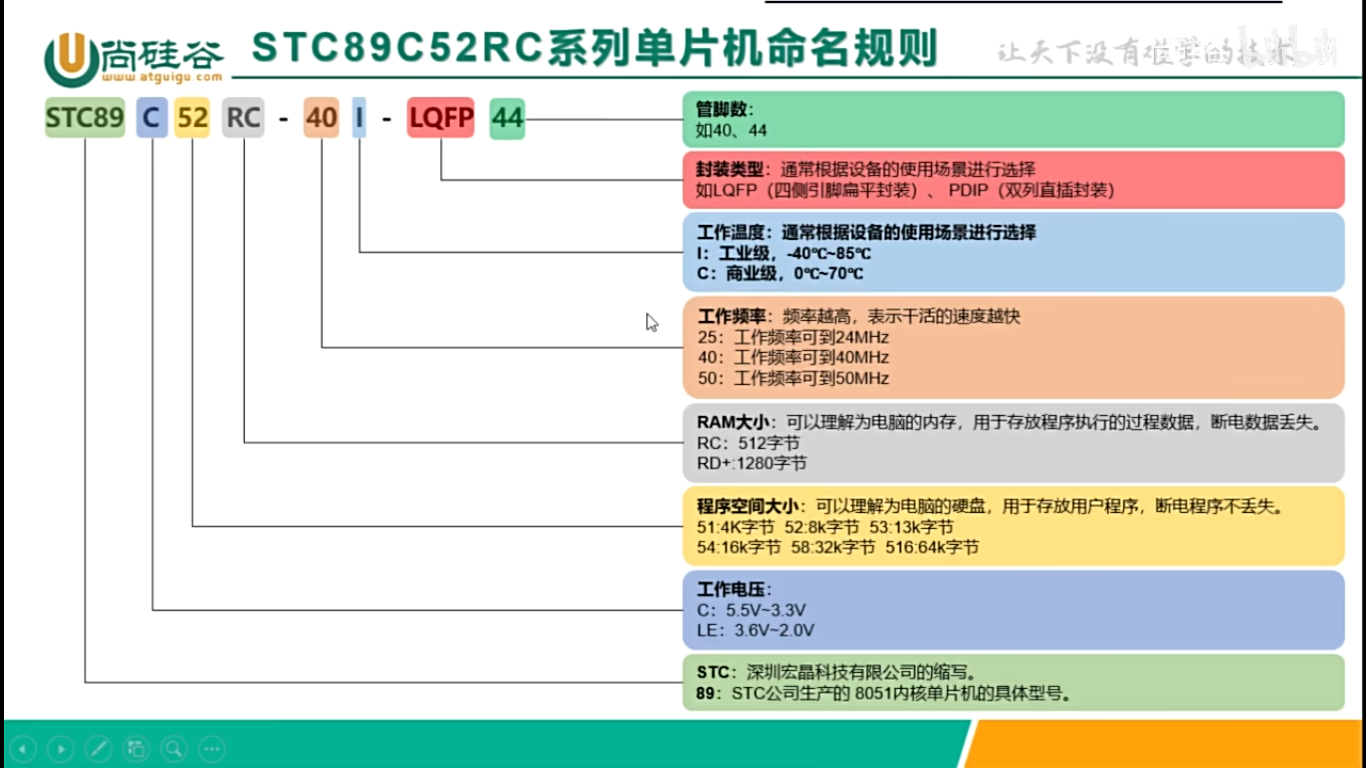 尚硅谷
www.atguigu.com
STC89C52RC系列单片机命名规则
让天下没有难学的技术
STC89 C 52 RC - 40 I - LQFP 44
管脚数：
如40、44
封装类型：通常根据设备的使用场景进行选择
如LQFP（四侧引脚扁平封装）、 PDIP（双列直插封装）
工作温度：通常根据设备的使用场景进行选择
I：工业级，-40℃~85℃
C：商业级，0℃~70℃
工作频率：频率越高，表示干活的速度越快
25：工作频率可到24MHz
40：工作频率可到40MHz
50：工作频率可到50MHz
RAM大小：可以理解为电脑的内存，用于存放程序执行的过程数据，断电数据丢失。
RC：512字节
RD+:1280字节
程序空间大小：可以理解为电脑的硬盘，用于存放用户程序，断电程序不丢失。
51:4K字节 52:8k字节 53:13k字节
54:16k字节 58:32k字节 516:64k字节
工作电压：
C：5.5V~3.3V
LE：3.6V~2.0V
STC：深圳宏晶科技有限公司的缩写。
89：STC公司生产的 8051内核单片机的具体型号。